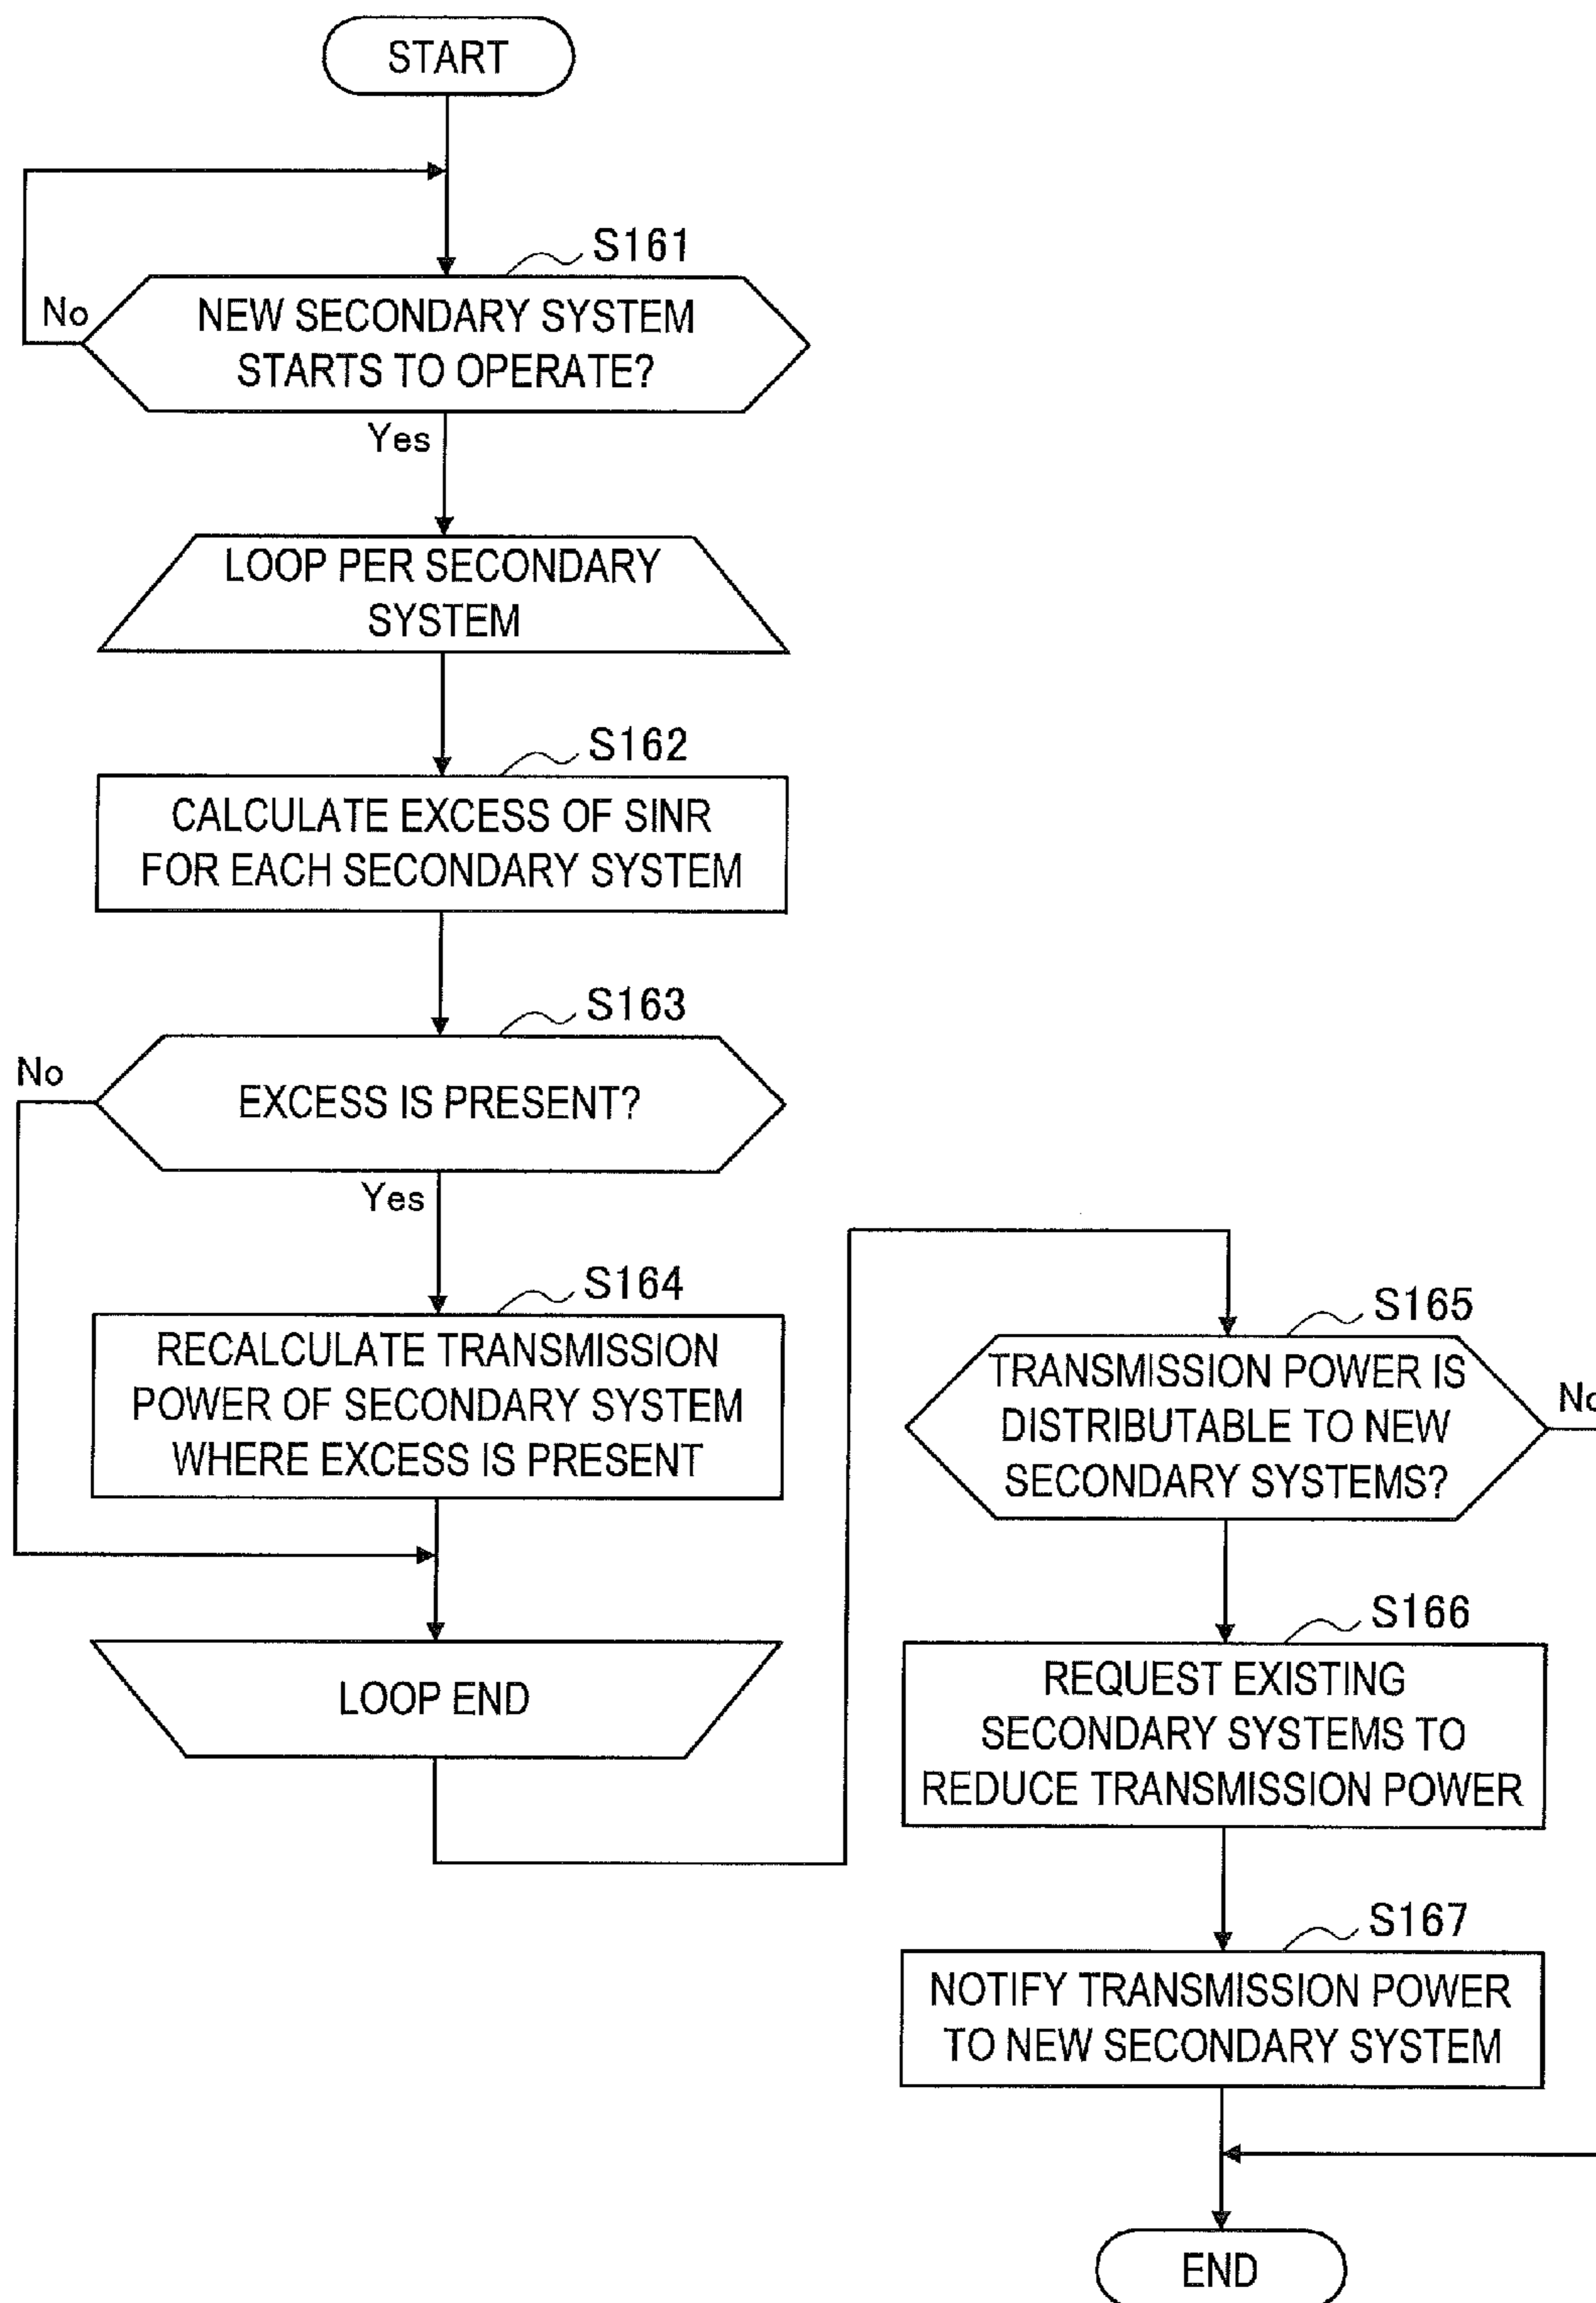 START
S161
No
NEW SECONDARY SYSTEM
STARTS TO OPERATE?
Yes
LOOP PER SECONDARY
SYSTEM
S162
CALCULATE EXCESS OF SINR
FOR EACH SECONDARY SYSTEM
S163
No
EXCESS IS PRESENT?
Yes
S164
RECALCULATE TRANSMISSION
POWER OF SECONDARY SYSTEM
WHERE EXCESS IS PRESENT
LOOP END
S165
TRANSMISSION POWER IS
DISTRIBUTABLE TO NEW
SECONDARY SYSTEMS?
No
S166
REQUEST EXISTING
SECONDARY SYSTEMS TO
REDUCE TRANSMISSION POWER
S167
NOTIFY TRANSMISSION POWER
TO NEW SECONDARY SYSTEM
END